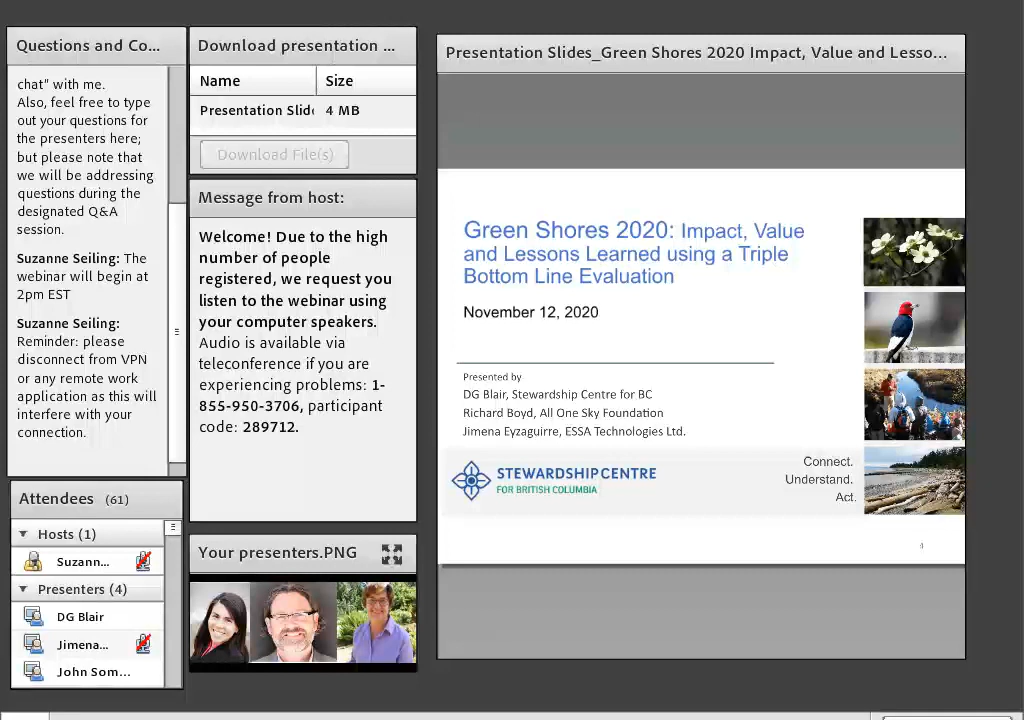 Questions and Co...
chat" with me.
Also, feel free to type
out your questions for
the presenters here;
but please note that
we will be addressing
questions during the
designated Q&A
session.
Suzanne Seiling: The
webinar will begin at
2pm EST
Suzanne Seiling:
Reminder: please
disconnect from VPN
or any remote work
application as this will
interfere with your
connection.
Attendees (61)
Hosts (1)
Suzann...
Presenters (4)
DG Blair
Jimena...
John Som...
Download presentation ...
Name Size
Presentation Slid 4 MB
Download File(s)
Message from host:
Welcome! Due to the high
number of people
registered, we request you
listen to the webinar using
your computer speakers.
Audio is available via
teleconference if you are
experiencing problems: 1-
855-950-3706, participant
code: 289712.
Your presenters.PNG
Presentation Slides_Green Shores 2020 Impact, Value and Lesso...
Green Shores 2020: Impact, Value
and Lessons Learned using a Triple
Bottom Line Evaluation
November 12, 2020
Presented by
DG Blair, Stewardship Centre for BC
Richard Boyd, All One Sky Foundation
Jimena Eyzaguirre, ESSA Technologies Ltd.
STEWARDSHIP CENTRE
FOR BRITISH COLUMBIA
Connect.
Understand.
Act.